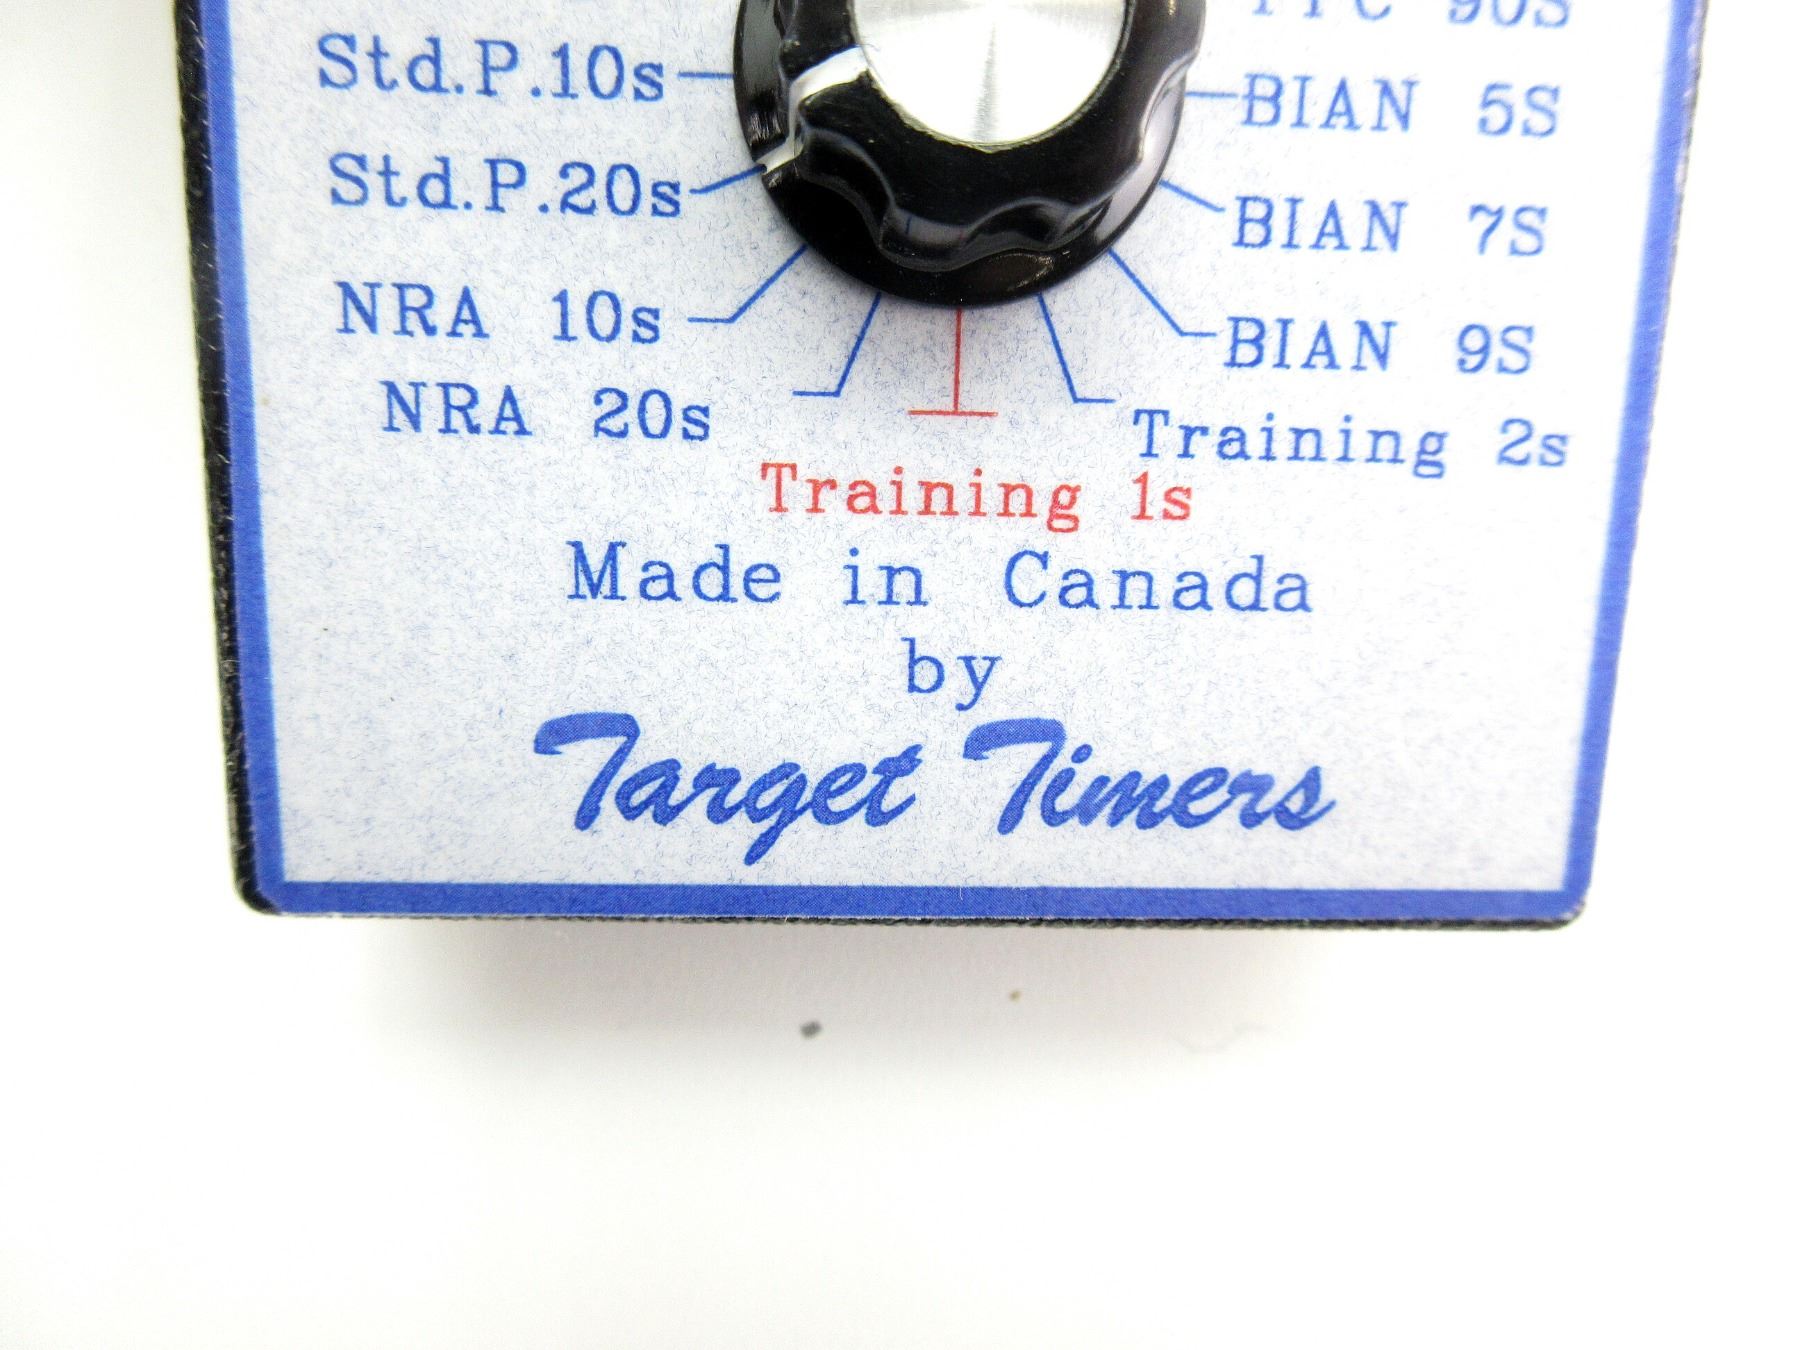 90S
Std.P.10s
BIAN 5S
Std.P.20s
BIAN 7S
NRA 10s
BIAN 9S
NRA 20s
Training 2s
Training 1s
Made in Canada
by
Target Timers